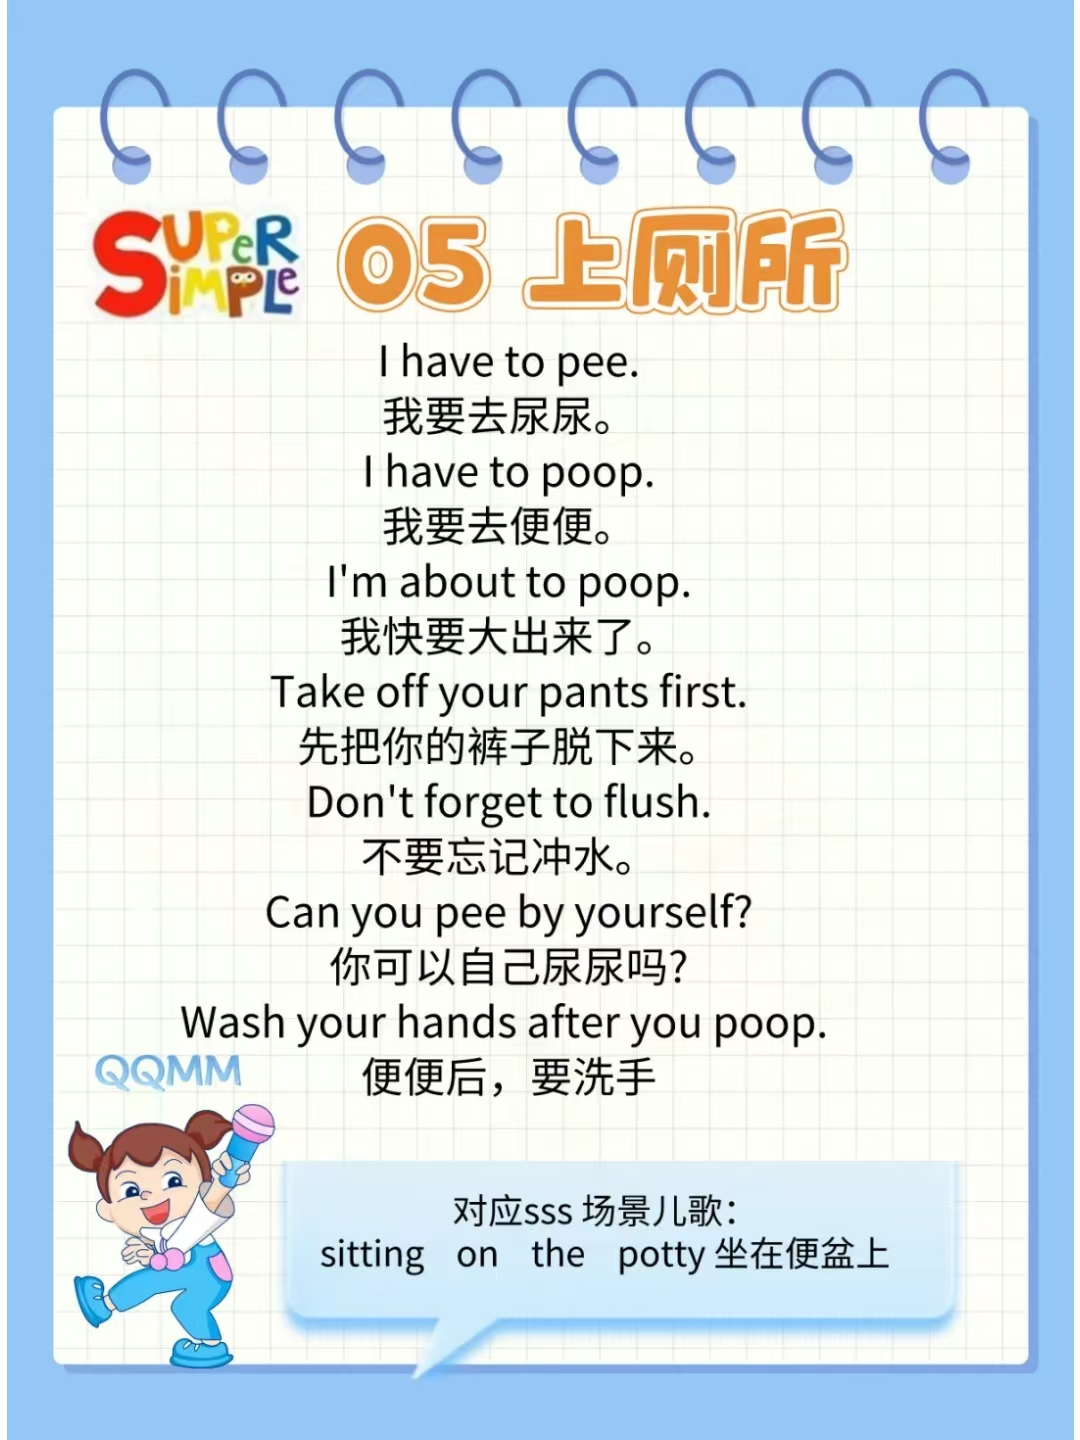 SUPER
SiMPLe
05 上厕所
I have to pee.
我要去尿尿。
I have to poop.
我要去便便。
I'm about to poop.
我快要大出来了。
Take off your pants first.
先把你的裤子脱下来。
Don't forget to flush.
不要忘记冲水。
Can you pee by yourself?
你可以自己尿尿吗?
Wash your hands after you poop.
便便后，要洗手
QQMM
对应sss 场景儿歌：
sitting on the potty 坐在便盆上